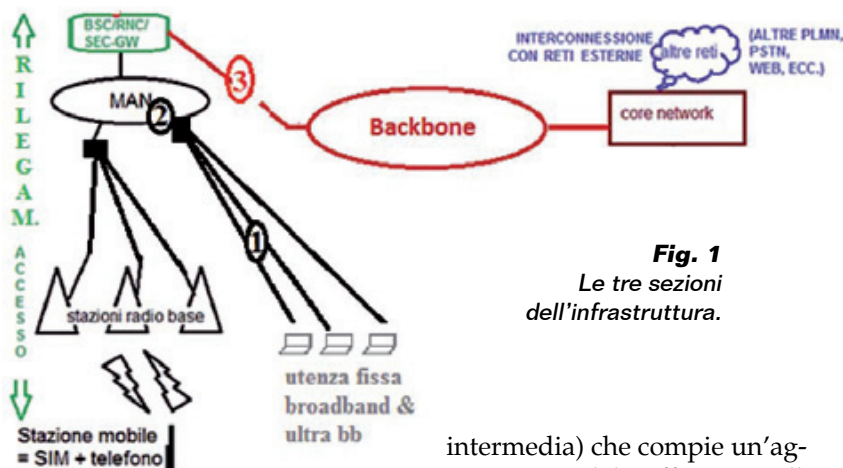 BSC/RNC/
SEC-GW
RILEGAM.
ACCESSO
MAN
2
3
1
Backbone
INTERCONNESSIONE
CON RETI ESTERNE
altre reti
(ALTRE PLMN,
PSTN,
WEB, ECC.)
core network
stazioni radio base
utenza fissa
broadband &
ultra bb
Stazione mobile
= SIM + telefono
Fig. 1
Le tre sezioni
dell'infrastruttura.
intermedia) che compie un'ag-